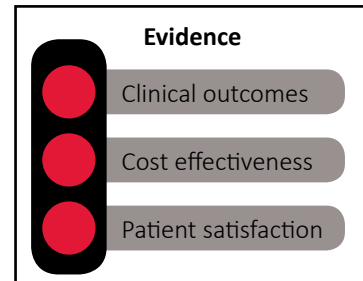 Evidence
Clinical outcomes
Cost effectiveness
Patient satisfaction